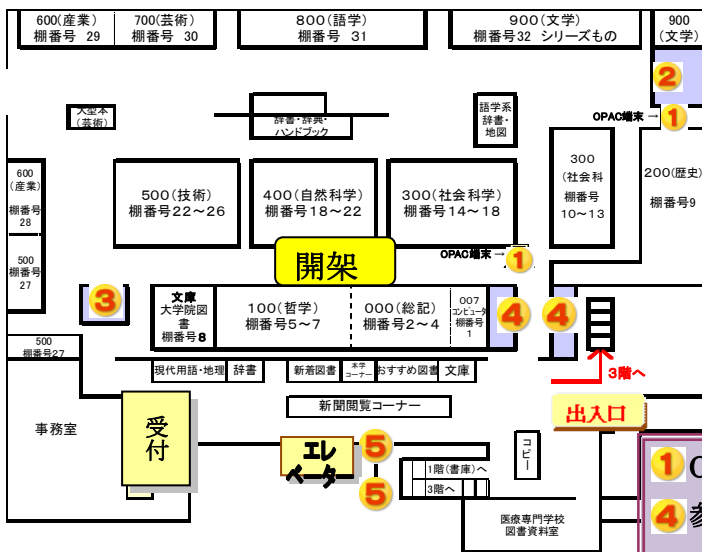 600(産業)
棚番号 29
700(芸術)
棚番号 30
800(語学)
棚番号 31
900(文学)
棚番号32 シリーズもの
900
(文学)
2
OPAC端末 →
1
大型本
(芸術)
辞書・辞典・
ハンドブック
語学系
辞書・
地図
600
(産業)
棚番号
28
500
棚番号
27
500(技術)
棚番号22～26
400(自然科学)
棚番号18～22
300(社会科学)
棚番号14～18
300
(社会科
棚番号
10～13
200(歴史)
棚番号9
開架
OPAC端末 →
1
3
文庫
大学院図
書
棚番号8
100(哲学)
棚番号5～7
000(総記)
棚番号2～4
007
コンピュータ
棚番号
1
4
4
500
棚番号27
現代用語・地理
辞書
新着図書
本学
コーナー
おすすめ図書
文庫
3階へ
新聞閲覧コーナー
出入口
事務室
受付
エレ
ベーター
5
5
コピー
1階(書庫)へ
3階へ
医療専門学校
図書資料室
1
4 参